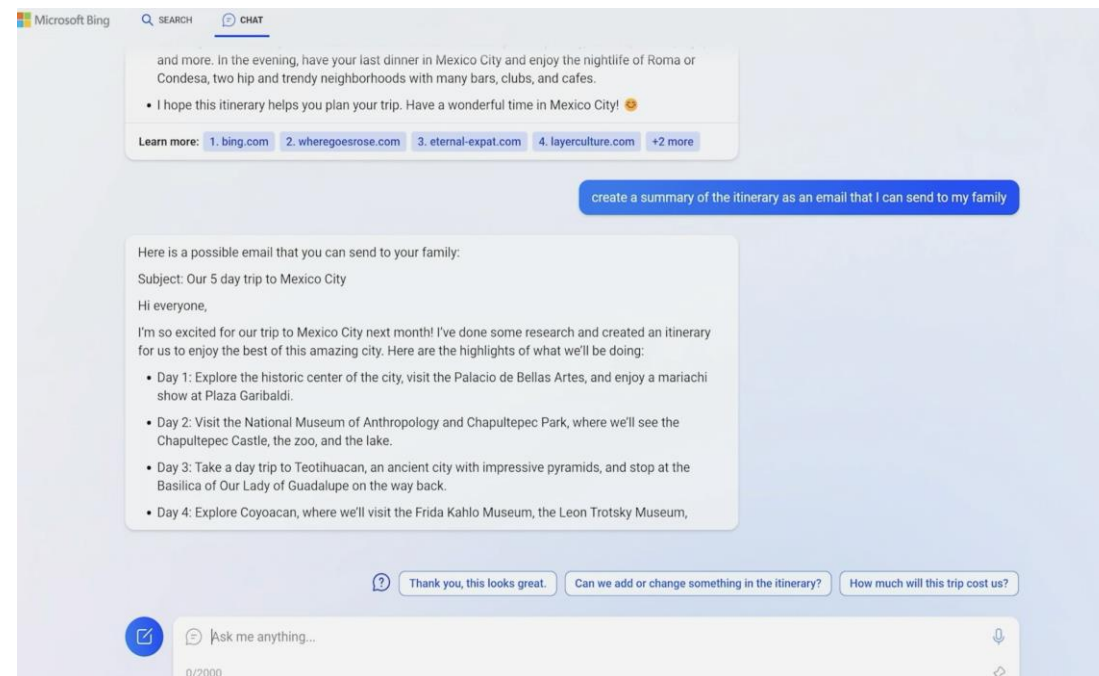 Microsoft Bing
SEARCH
CHAT
and more. In the evening, have your last dinner in Mexico City and enjoy the nightlife of Roma or
Condesa, two hip and trendy neighborhoods with many bars, clubs, and cafes.
• I hope this itinerary helps you plan your trip. Have a wonderful time in Mexico City! 😊
Learn more: 1. bing.com 2. wheregoesrose.com 3. eternal-expat.com 4. layerculture.com +2 more
create a summary of the itinerary as an email that I can send to my family
Here is a possible email that you can send to your family:
Subject: Our 5 day trip to Mexico City
Hi everyone,
I'm so excited for our trip to Mexico City next month! I've done some research and created an itinerary
for us to enjoy the best of this amazing city. Here are the highlights of what we'll be doing:
• Day 1: Explore the historic center of the city, visit the Palacio de Bellas Artes, and enjoy a mariachi
show at Plaza Garibaldi.
• Day 2: Visit the National Museum of Anthropology and Chapultepec Park, where we'll see the
Chapultepec Castle, the zoo, and the lake.
• Day 3: Take a day trip to Teotihuacan, an ancient city with impressive pyramids, and stop at the
Basilica of Our Lady of Guadalupe on the way back.
• Day 4: Explore Coyoacan, where we'll visit the Frida Kahlo Museum, the Leon Trotsky Museum,
Thank you, this looks great.
Can we add or change something in the itinerary?
How much will this trip cost us?
Ask me anything...
0/2000